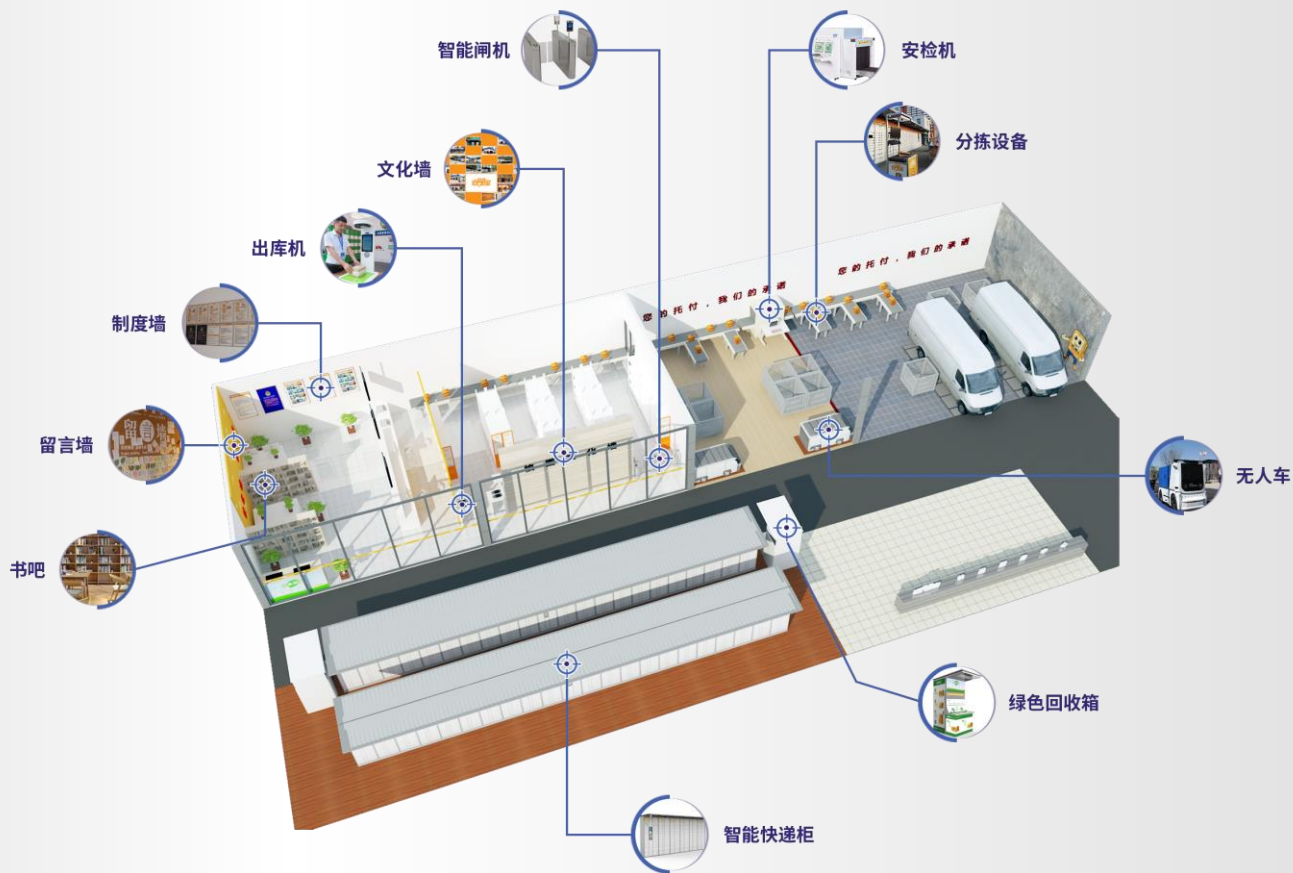 智能闸机
安检机
文化墙
分拣设备
出库机
制度墙
您的托付,我们的承诺
您的托付,我们的承诺
留言墙
无人车
书吧
绿色回收箱
智能快递柜